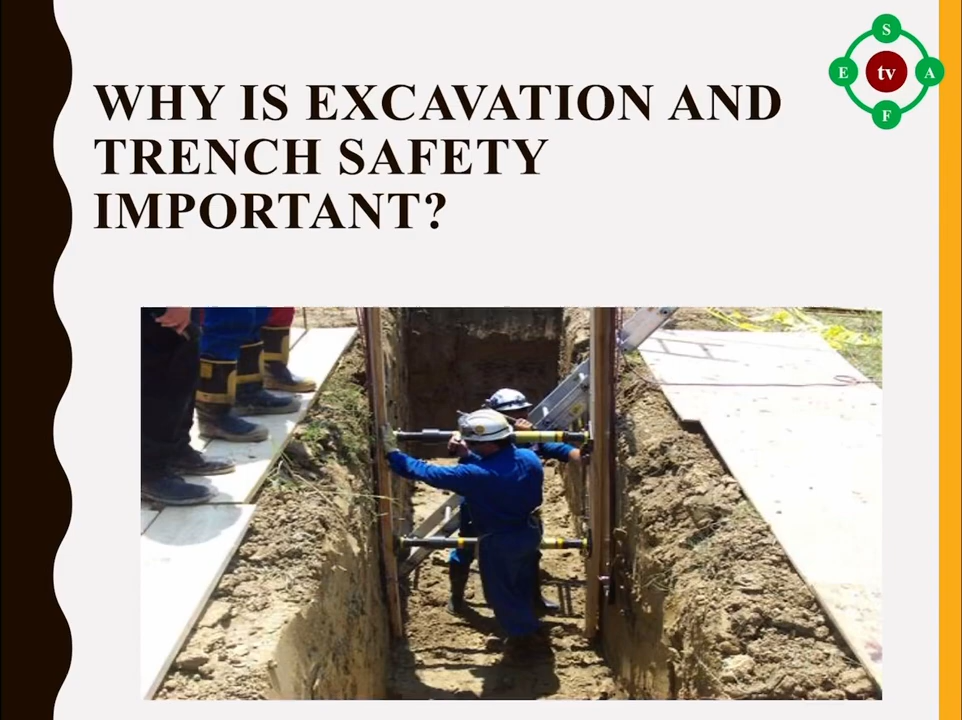 WHY IS EXCAVATION AND
TRENCH SAFETY
IMPORTANT?
S
E tv A
F